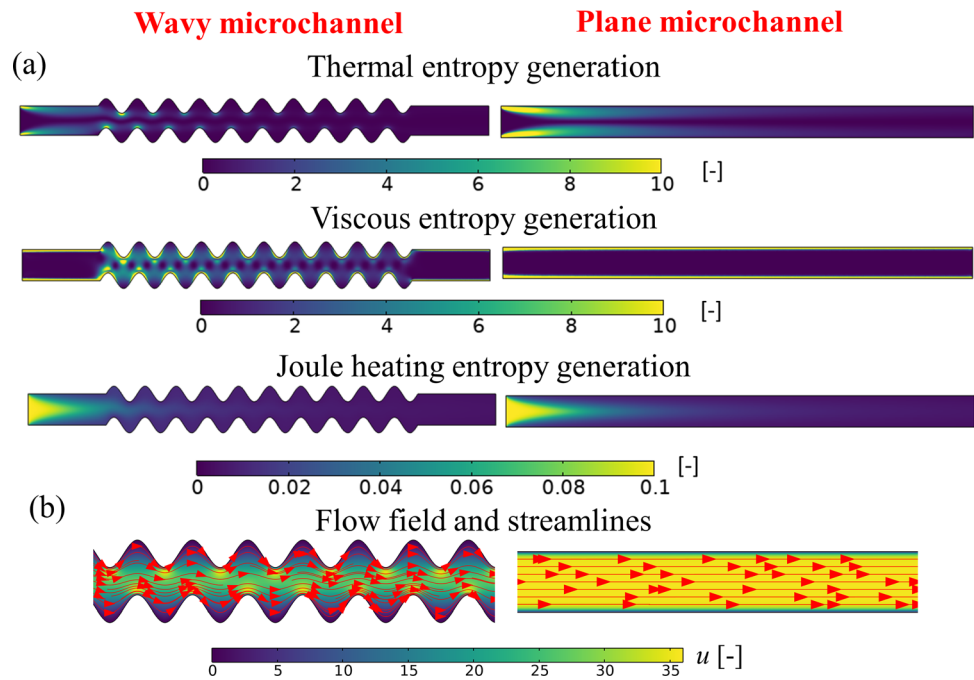 Wavy microchannel Plane microchannel
(a)
Thermal entropy generation
0 2 4 6 8 10 [-]
Viscous entropy generation
0 2 4 6 8 10 [-]
Joule heating entropy generation
0 0.02 0.04 0.06 0.08 0.1 [-]
(b)
Flow field and streamlines
0 5 10 15 20 25 30 35 u [-]